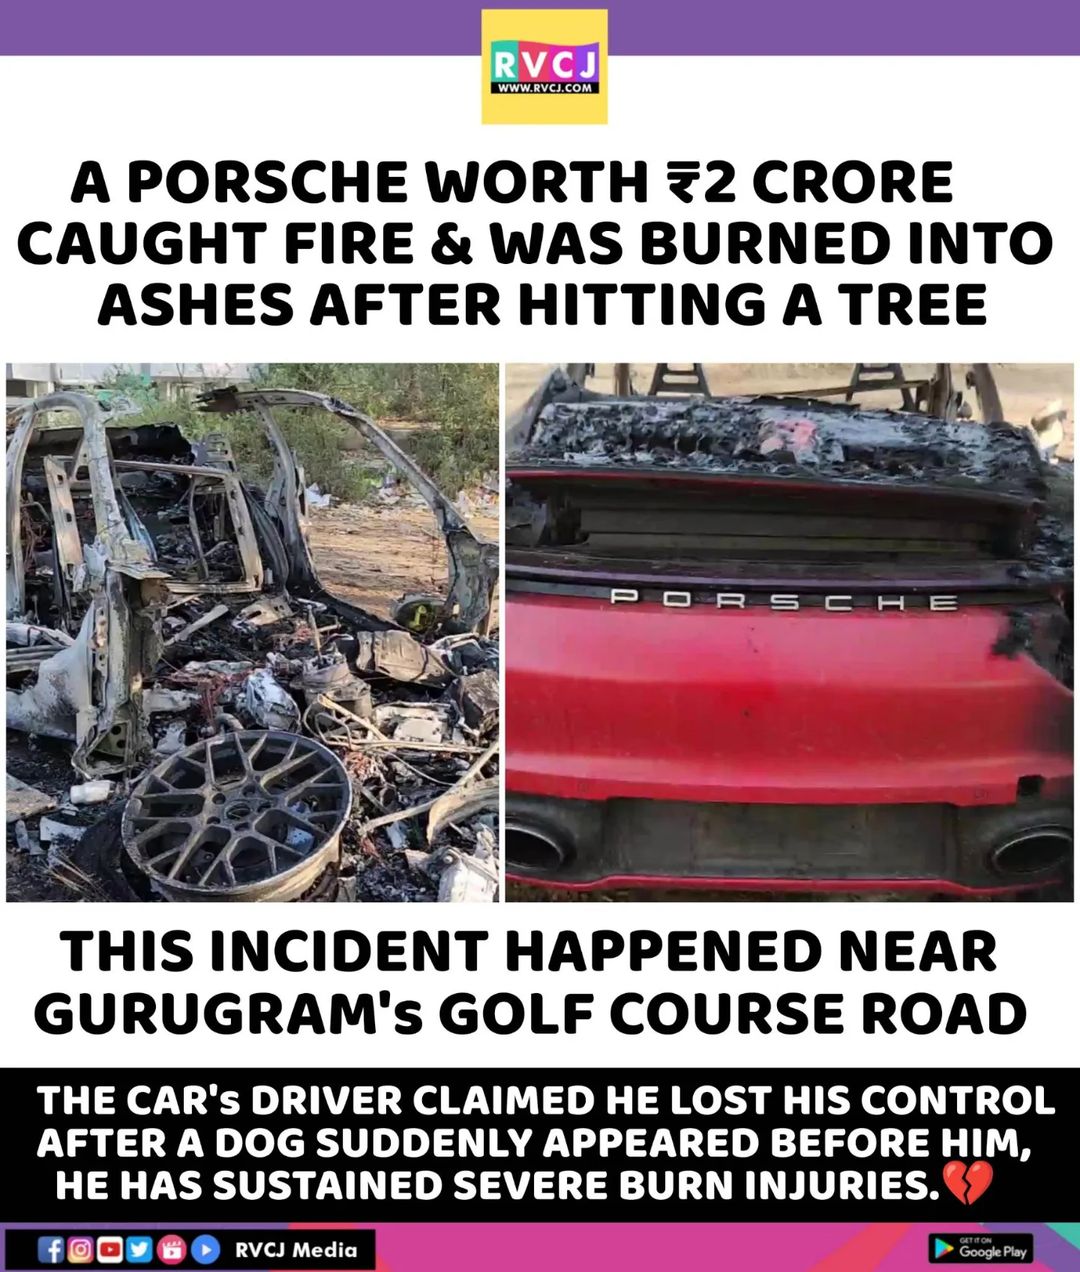 RVCJ
WWW.RVCJ.COM
A PORSCHE WORTH ₹2 CRORE
CAUGHT FIRE & WAS BURNED INTO
ASHES AFTER HITTING A TREE
PORSCHE
THIS INCIDENT HAPPENED NEAR
GURUGRAM's GOLF COURSE ROAD
THE CAR's DRIVER CLAIMED HE LOST HIS CONTROL
AFTER A DOG SUDDENLY APPEARED BEFORE HIM,
HE HAS SUSTAINED SEVERE BURN INJURIES.💔
RVCJ Media
GET IT ON
Google Play